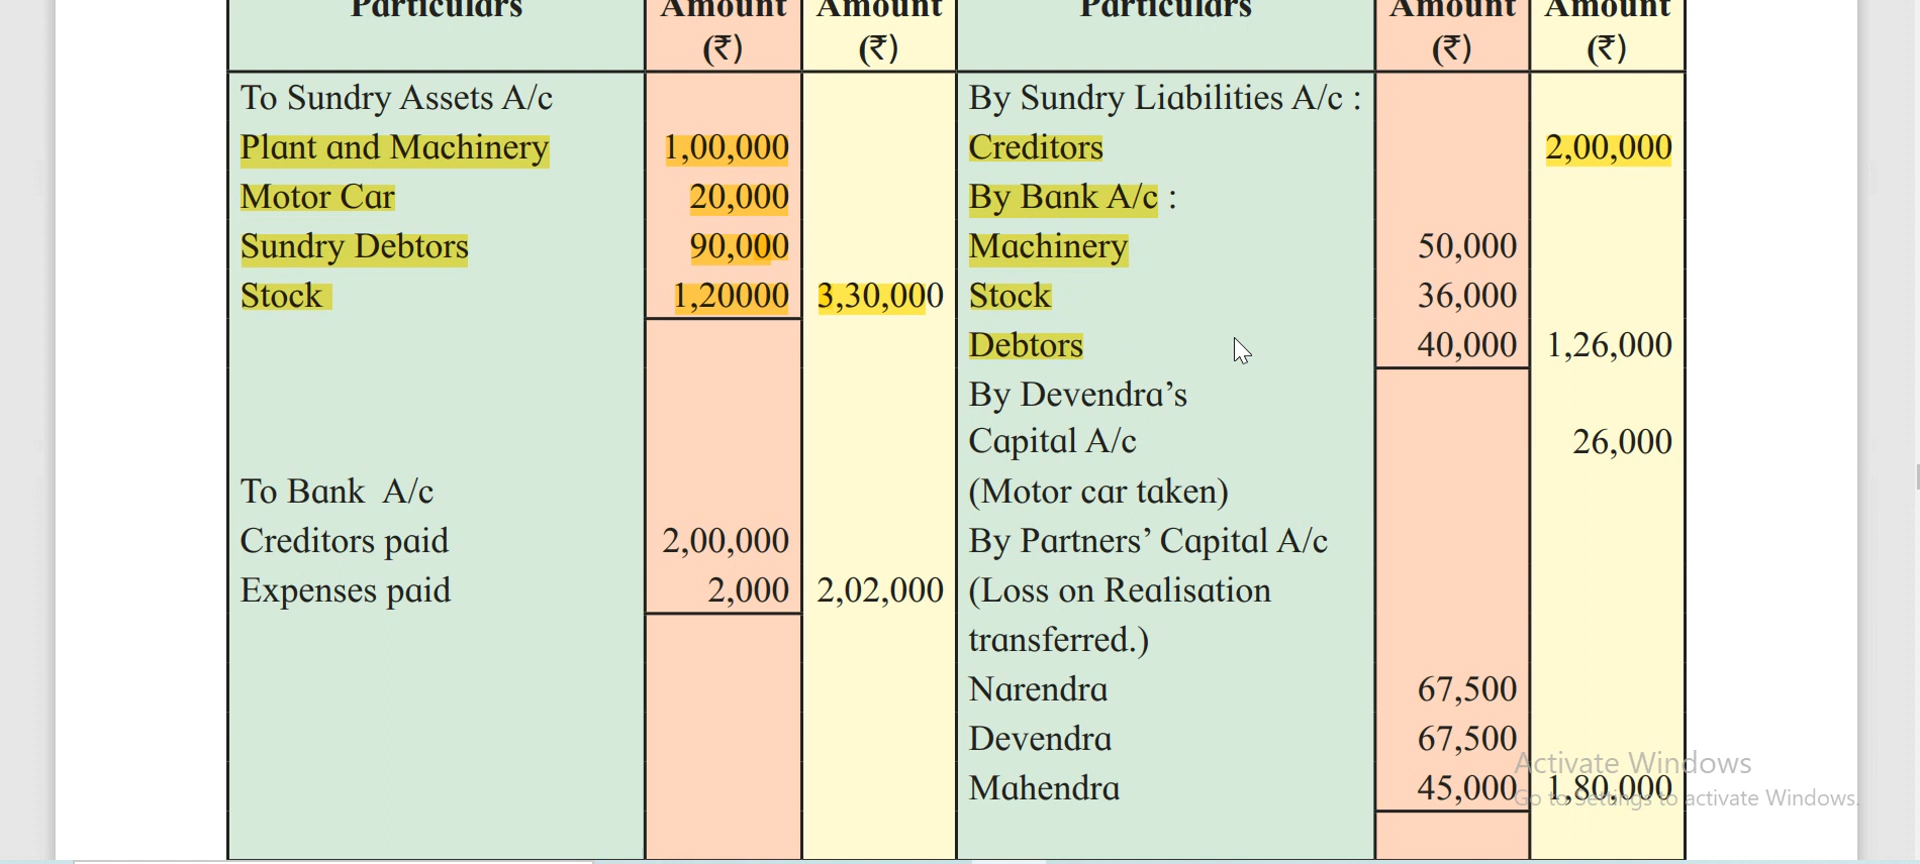 Particulars Amount Amount Particulars Amount Amount
(₹) (₹) (₹) (₹)
To Sundry Assets A/c By Sundry Liabilities A/c :
Plant and Machinery 1,00,000 Creditors 2,00,000
Motor Car 20,000 By Bank A/c :
Sundry Debtors 90,000 Machinery 50,000
Stock 1,20000 3,30,000 Stock 36,000
Debtors 40,000 1,26,000
By Devendra’s
Capital A/c 26,000
To Bank A/c (Motor car taken)
Creditors paid 2,00,000 By Partners’ Capital A/c
Expenses paid 2,000 2,02,000 (Loss on Realisation
transferred.)
Narendra 67,500
Devendra 67,500
Mahendra 45,000 1,80,000
Activate Windows
Go to Settings to activate Windows.